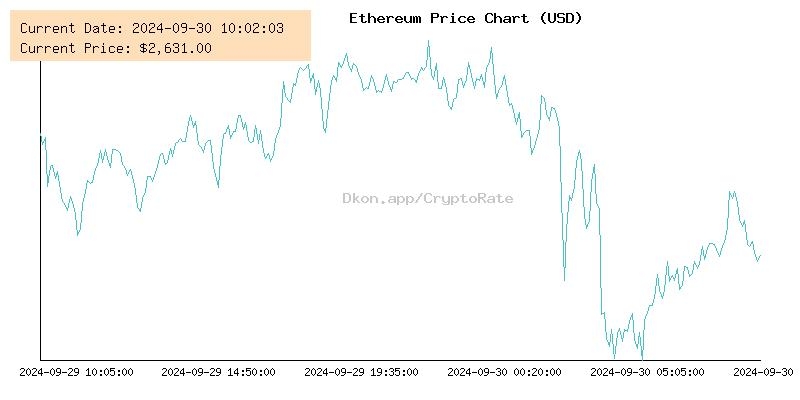 Ethereum Price Chart (USD)
Current Date: 2024-09-30 10:02:03
Current Price: $2,631.00
Dkon.app/CryptoRate
2024-09-29 10:05:00 2024-09-29 14:50:00 2024-09-29 19:35:00 2024-09-30 00:20:00 2024-09-30 05:05:00 2024-09-30